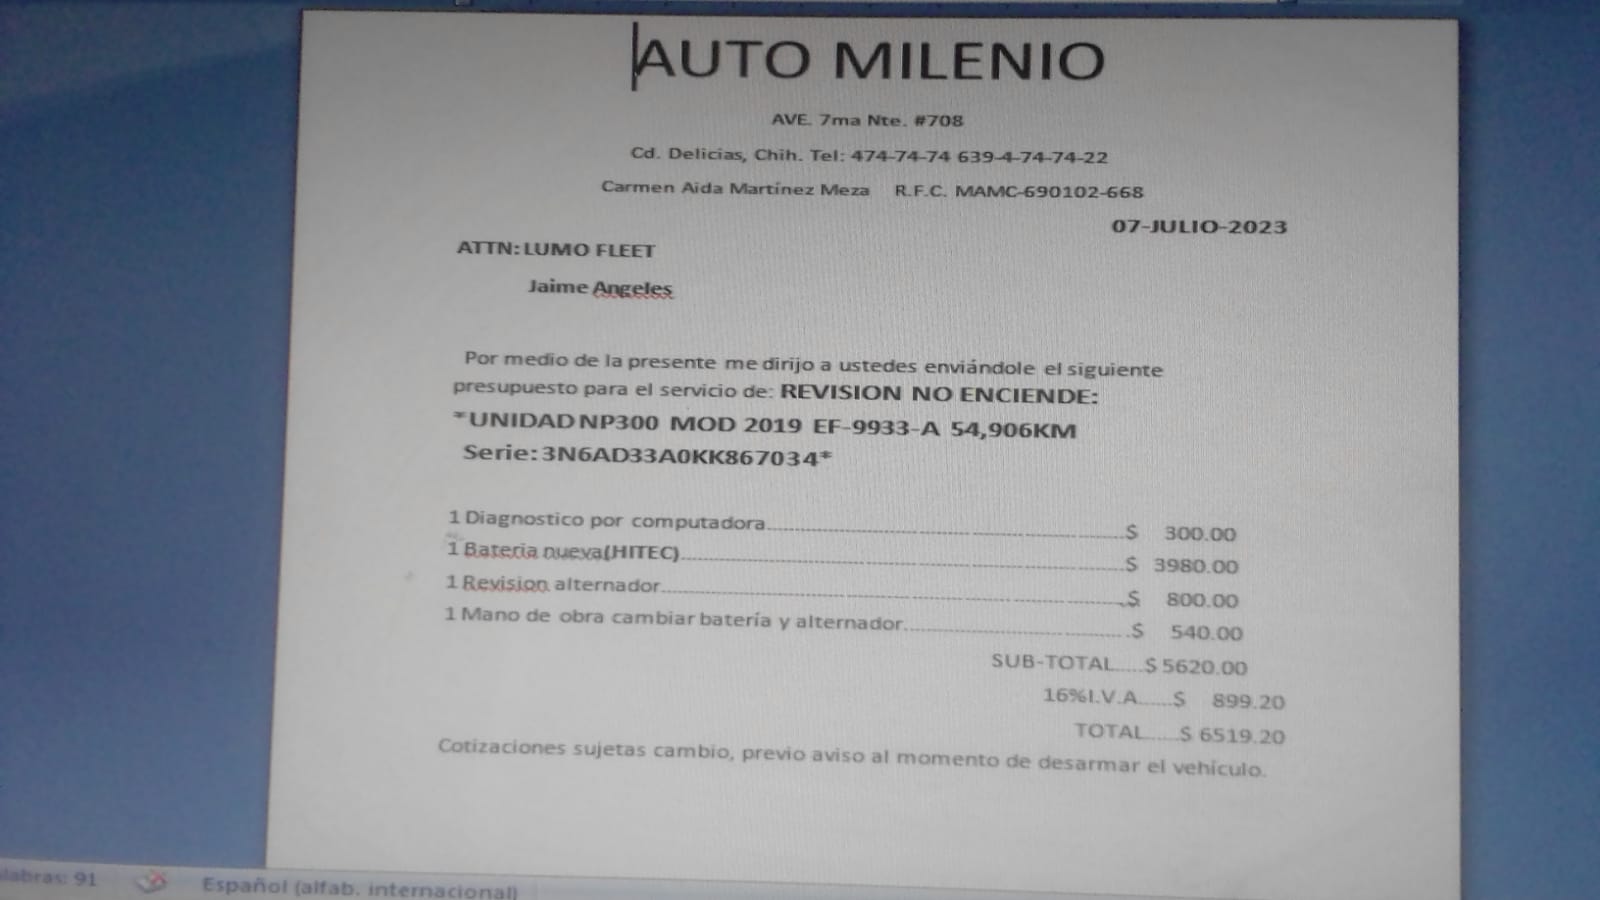 AUTO MILENIO
AVE. 7ma Nte. #708
Cd. Delicias, Chih. Tel: 474-74-74 639-4-74-74-22
Carmen Aida Martínez Meza R.F.C. MAMC-690102-668
07-JULIO-2023
ATTN: LUMO FLEET
Jaime Angeles
Por medio de la presente me dirijo a ustedes enviándole el siguiente
presupuesto para el servicio de: REVISION NO ENCIENDE:
*UNIDAD NP300 MOD 2019 EF-9933-A 54,906KM
Serie: 3N6AD33A0KK867034*
1 Diagnostico por computadora........$ 300.00
1 Bateria nueva(HITEC)........$ 3980.00
1 Revision alternador........$ 800.00
1 Mano de obra cambiar batería y alternador........$ 540.00
SUB-TOTAL.....$ 5620.00
16%I.V.A......$ 899.20
TOTAL.....$ 6519.20
Cotizaciones sujetas cambio, previo aviso al momento de desarmar el vehículo.
labras: 91 Español (alfab. internacional)